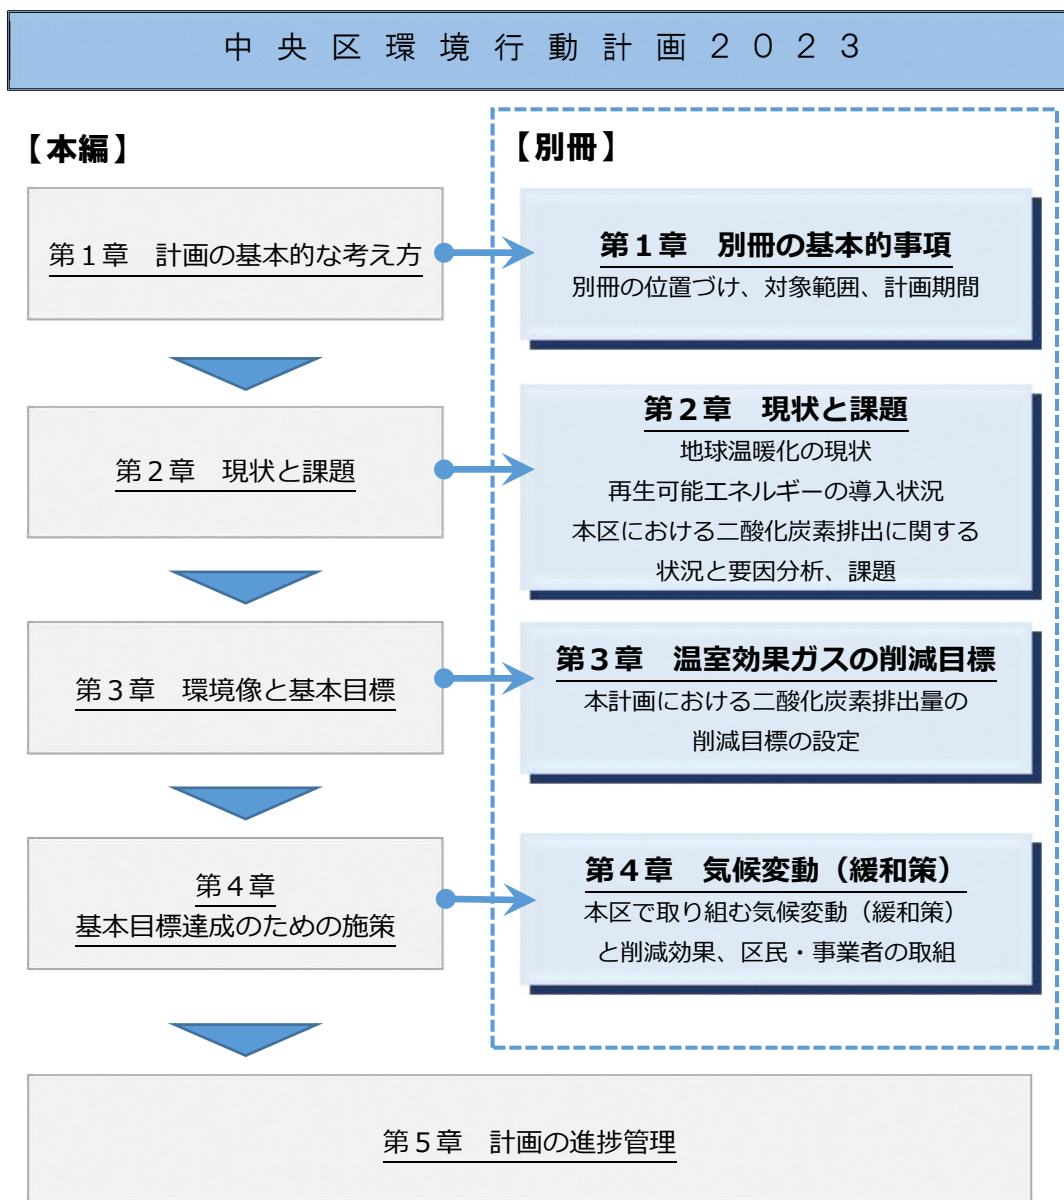 中央区環境行動計画２０２３
【本編】
第１章　計画の基本的な考え方
第２章　現状と課題
第３章　環境像と基本目標
第４章
基本目標達成のための施策
【別冊】
第１章　別冊の基本的事項
別冊の位置づけ、対象範囲、計画期間
第２章　現状と課題
地球温暖化の現状
再生可能エネルギーの導入状況
本区における二酸化炭素排出に関する
状況と要因分析、課題
第３章　温室効果ガスの削減目標
本計画における二酸化炭素排出量の
削減目標の設定
第４章　気候変動（緩和策）
本区で取り組む気候変動（緩和策）
と削減効果、区民・事業者の取組
第５章　計画の進捗管理